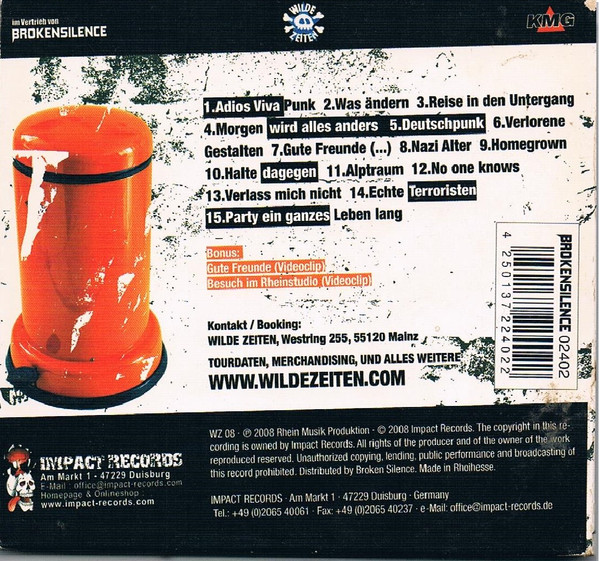 im Vertrieb von
BROKENSILENCE
WILDE
ZEITEN
KMG
1.Adios Viva Punk 2.Was ändern 3.Reise in den Untergang
4.Morgen wird alles anders 5.Deutschpunk 6.Verlorene
Gestalten 7.Gute Freunde (...) 8.Nazi Alter 9.Homegrown
10.Halte dagegen 11.Alptraum 12.No one knows
13.Verlass mich nicht 14.Echte Terroristen
15.Party ein ganzes Leben lang
Bonus:
Gute Freunde (Videoclip)
Besuch im Rheinstudio (Videoclip)
Kontakt / Booking:
WILDE ZEITEN, Westring 255, 55120 Mainz
TOURDATEN, MERCHANDISING, UND ALLES WEITERE
WWW.WILDEZEITEN.COM
BROKENSILENCE 02402
4 250137 224022
IMPACT RECORDS
Am Markt 1 · 47229 Duisburg
E-Mail : office@impact-records.com
Homepage & Onlineshop :
www.impact-records.com
WZ 08 · ℗ 2008 Rhein Musik Produktion · © 2008 Impact Records. The copyright in this re-
cording is owned by Impact Records. All rights of the producer and of the owner of the work
reproduced reserved. Unauthorized copying, lending, public performance and broadcasting of
this record prohibited. Distributed by Broken Silence. Made in Rhoihesse.
IMPACT RECORDS · Am Markt 1 · 47229 Duisburg · Germany
Tel.: +49 (0)2065 40061 · Fax: +49 (0)2065 40237 · e-Mail: office@impact-records.de